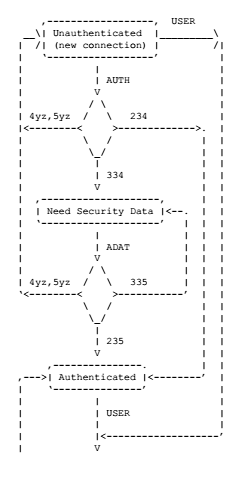 USER
Unauthenticated
(new connection)
AUTH
4yz,5yz 234
334
Need Security Data
ADAT
4yz,5yz 335
235
Authenticated
USER